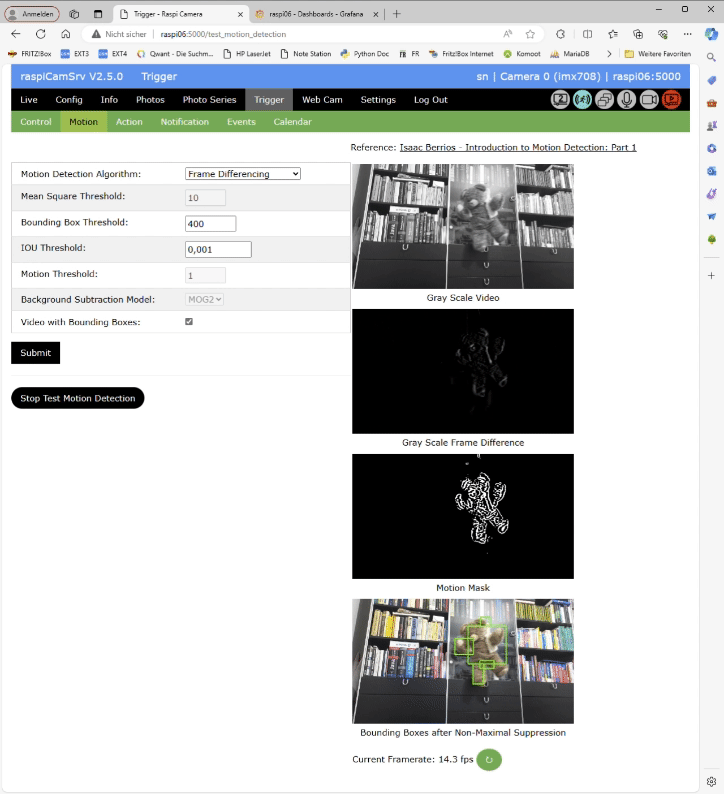 Anmelden
Trigger - Raspi Camera
raspi06 - Dashboards - Grafana
Nicht sicher
raspi06:5000/test_motion_detection
FRITZ!Box
EXT3
EXT4
Qwant - Die Suchm...
HP LaserJet
Note Station
Python Doc
FR
Fritz!Box Internet
Komoot
MariaDB
Weitere Favoriten
raspiCamSrv V2.5.0 Trigger
sn | Camera 0 (imx708) | raspi06:5000
Live Config Info Photos Photo Series Trigger Web Cam Settings Log Out
Control Motion Action Notification Events Calendar
Reference: Isaac Berrios - Introduction to Motion Detection: Part 1
Motion Detection Algorithm: Frame Differencing
Mean Square Threshold: 10
Bounding Box Threshold: 400
IOU Threshold: 0,001
Motion Threshold: 1
Background Subtraction Model: MOG2
Video with Bounding Boxes:
Submit
Stop Test Motion Detection
Gray Scale Video
Gray Scale Frame Difference
Motion Mask
Bounding Boxes after Non-Maximal Suppression
Current Framerate: 14.3 fps